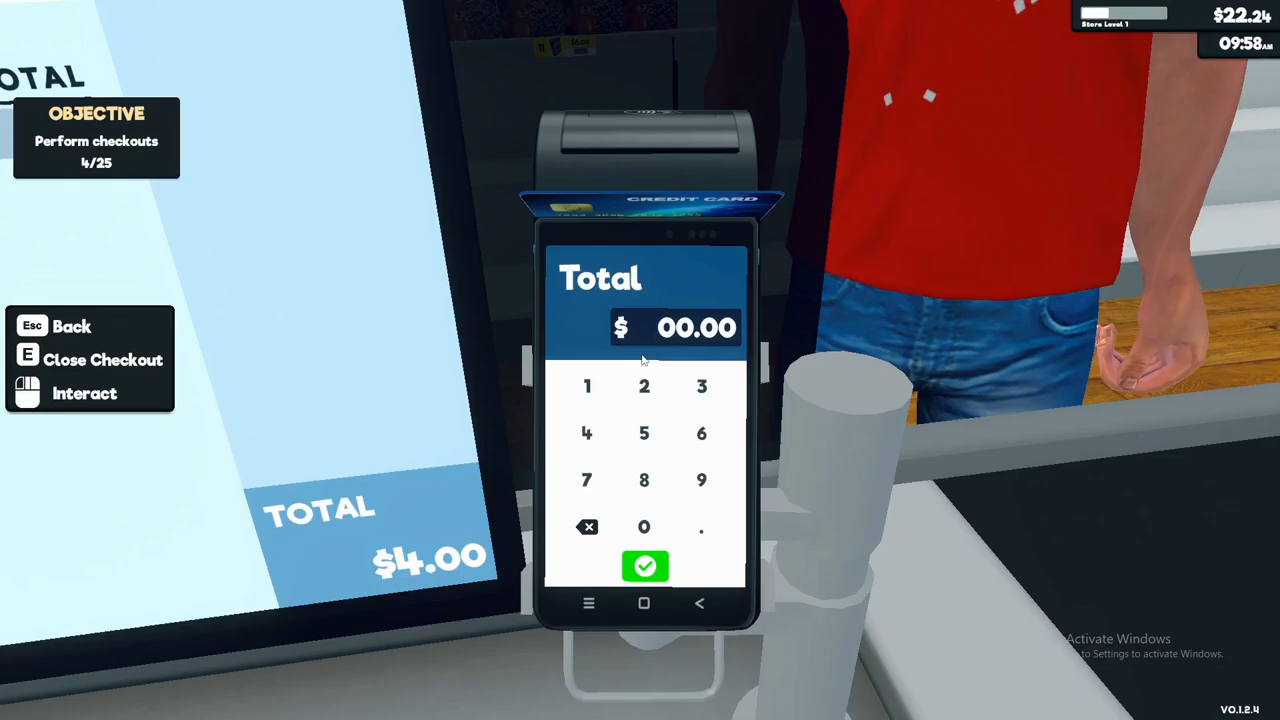 Store Level 1
$22.24
09:58AM
OTAL
OBJECTIVE
Perform checkouts
4/25
CREDIT CARD
Total
$ 00.00
Esc Back
E Close Checkout
Interact
1 2 3
4 5 6
7 8 9
0 .
TOTAL
$4.00
Activate Windows
to Settings to activate Windows.
V0.1.2.4